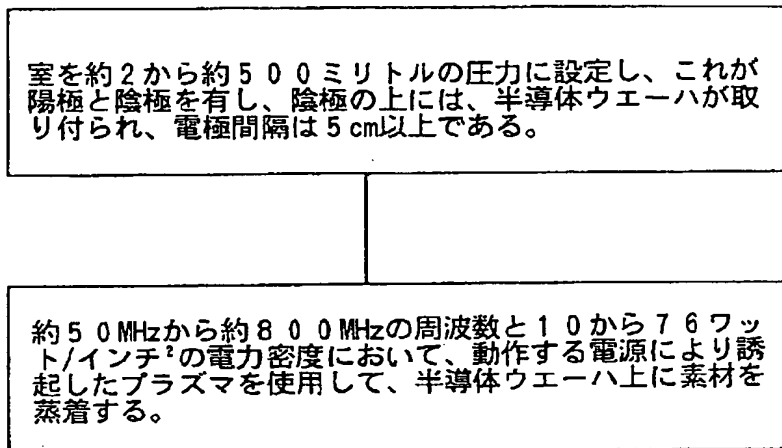 室を約2から約500ミリトルの圧力に設定し、これが
陽極と陰極を有し、陰極の上には、半導体ウエーハが取
り付られ、電極間隔は5cm以上である。
約50MHzから約800MHzの周波数と10から76ワッ
ト/インチ²の電力密度において、動作する電源により誘
起したプラズマを使用して、半導体ウエーハ上に素材を
蒸着する。